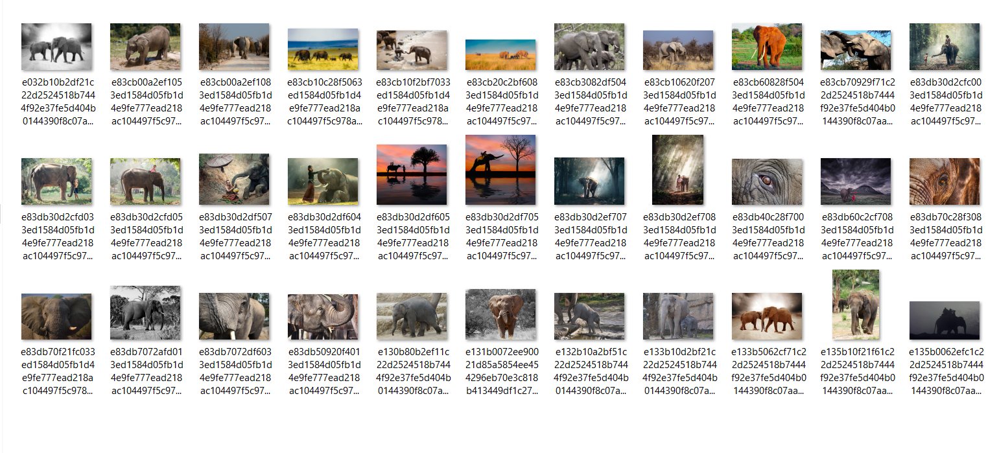 e032b10b2df21c
22d2524518b744
4f92e37fe5d404b
0144390f8c07a...
e83cb00a2ef105
3ed1584d05fb1d
4e9fe777ead218
ac104497f5c97...
e83cb00a2ef108
3ed1584d05fb1d
4e9fe777ead218
ac104497f5c97...
e83cb10c28f5063
ed1584d05fb1d4
e9fe777ead218a
c104497f5c978a...
e83cb10f2bf7033
ed1584d05fb1d4
e9fe777ead218a
c104497f5c978...
e83cb20c2bf608
3ed1584d05fb1d
4e9fe777ead218
ac104497f5c97...
e83cb3082df504
3ed1584d05fb1d
4e9fe777ead218
ac104497f5c97...
e83cb10620f207
3ed1584d05fb1d
4e9fe777ead218
ac104497f5c97...
e83cb60828f504
3ed1584d05fb1d
4e9fe777ead218
ac104497f5c97...
e83cb70929f71c2
2d2524518b7444
f92e37fe5d404b0
144390f8c07aa...
e83db30d2cfc00
3ed1584d05fb1d
4e9fe777ead218
ac104497f5c97...
e83db30d2cfd03
3ed1584d05fb1d
4e9fe777ead218
ac104497f5c97...
e83db30d2cfd05
3ed1584d05fb1d
4e9fe777ead218
ac104497f5c97...
e83db30d2df507
3ed1584d05fb1d
4e9fe777ead218
ac104497f5c97...
e83db30d2df604
3ed1584d05fb1d
4e9fe777ead218
ac104497f5c97...
e83db30d2df605
3ed1584d05fb1d
4e9fe777ead218
ac104497f5c97...
e83db30d2df705
3ed1584d05fb1d
4e9fe777ead218
ac104497f5c97...
e83db30d2ef707
3ed1584d05fb1d
4e9fe777ead218
ac104497f5c97...
e83db30d2ef708
3ed1584d05fb1d
4e9fe777ead218
ac104497f5c97...
e83db40c28f700
3ed1584d05fb1d
4e9fe777ead218
ac104497f5c97...
e83db60c2cf708
3ed1584d05fb1d
4e9fe777ead218
ac104497f5c97...
e83db70c28f308
3ed1584d05fb1d
4e9fe777ead218
ac104497f5c97...
e83db70f21fc033
ed1584d05fb1d4
e9fe777ead218a
c104497f5c978...
e83db7072afd01
3ed1584d05fb1d
4e9fe777ead218
ac104497f5c97...
e83db7072df603
3ed1584d05fb1d
4e9fe777ead218
ac104497f5c97...
e83db50920f401
3ed1584d05fb1d
4e9fe777ead218
ac104497f5c97...
e130b80b2ef11c
222d2524518b74
4f92e37fe5d404b
0144390f8c07a...
e131b0072ee900
21d85a5854ee45
4296eb70e3c818
b413449df1c27...
e132b10a2bf51c
22d2524518b744
4f92e37fe5d404b
0144390f8c07a...
e133b10d2bf21c
22d2524518b744
4f92e37fe5d404b
0144390f8c07a...
e133b5062cf71c2
2d2524518b7444
f92e37fe5d404b0
144390f8c07aa...
e135b10f21f61c2
2d2524518b7444
f92e37fe5d404b0
144390f8c07aa...
e135b0062efc1c2
2d2524518b7444
f92e37fe5d404b0
144390f8c07aa...